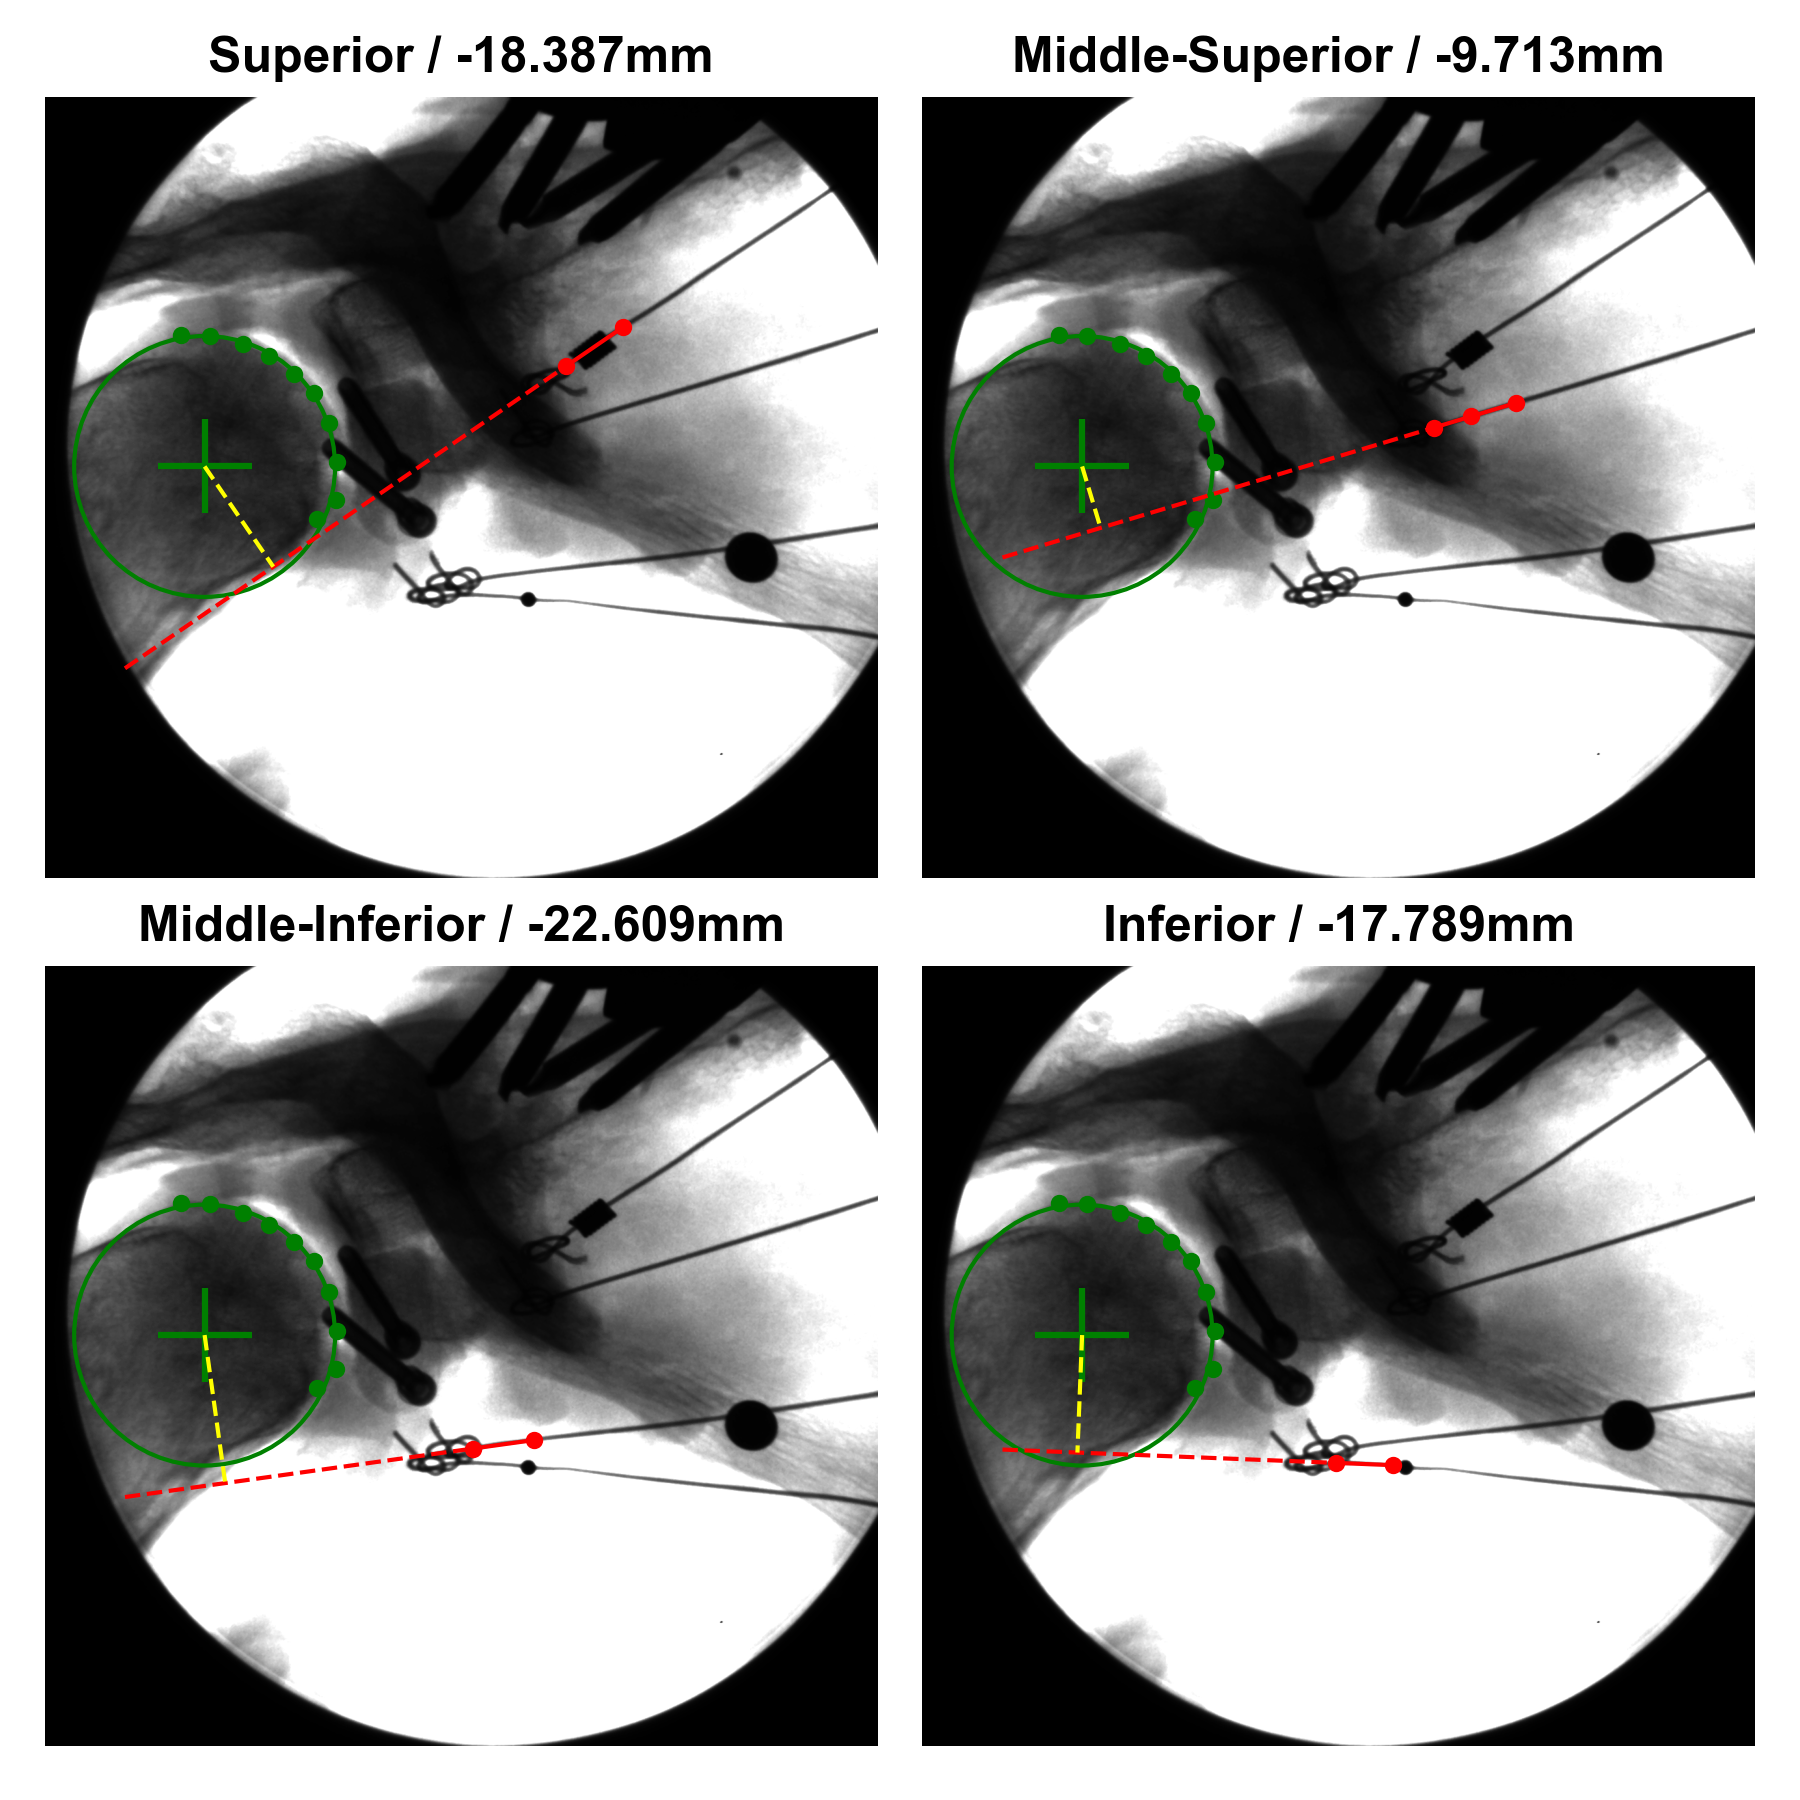 Superior / -18.387mm
Middle-Superior / -9.713mm
Middle-Inferior / -22.609mm
Inferior / -17.789mm